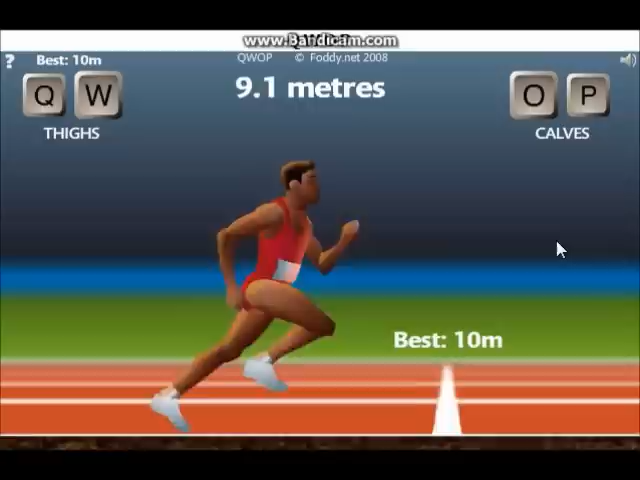 www.Bandicam.com
? Best: 10m
QWOP © Foddy.net 2008
9.1 metres
Q W
O P
THIGHS
CALVES
Best: 10m